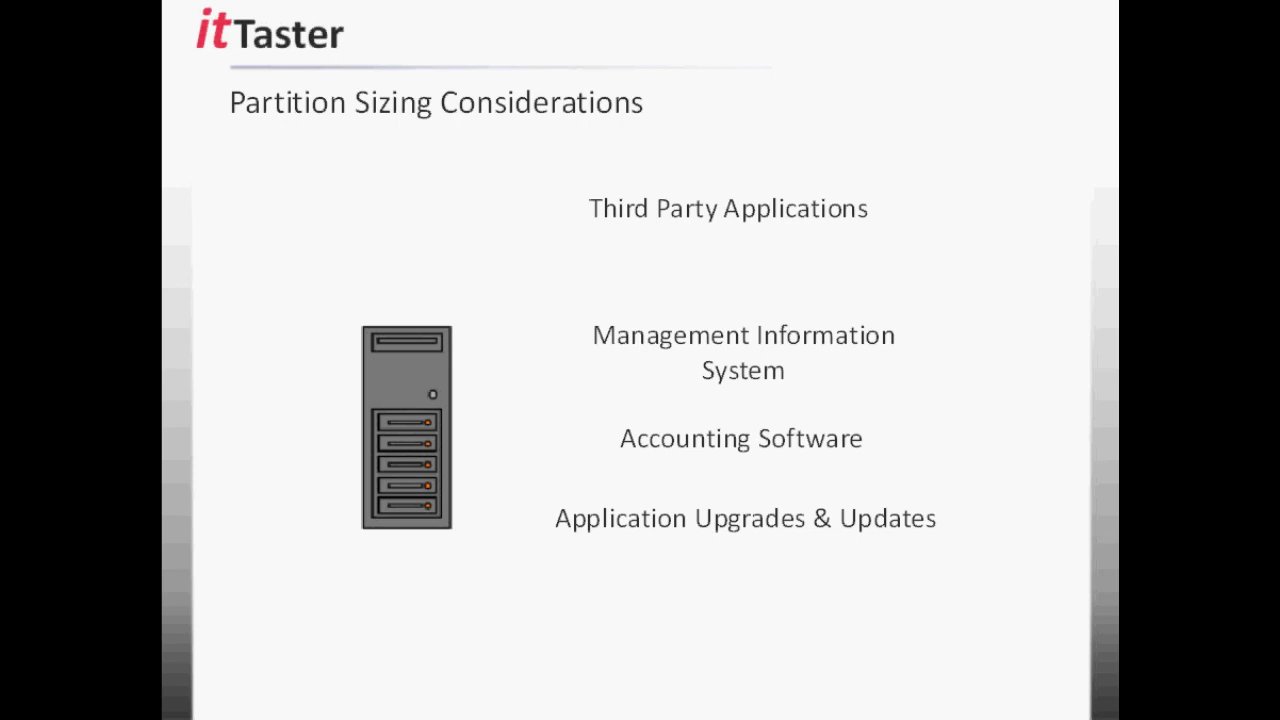 itTaster
Partition Sizing Considerations
Third Party Applications
Management Information
System
Accounting Software
Application Upgrades & Updates